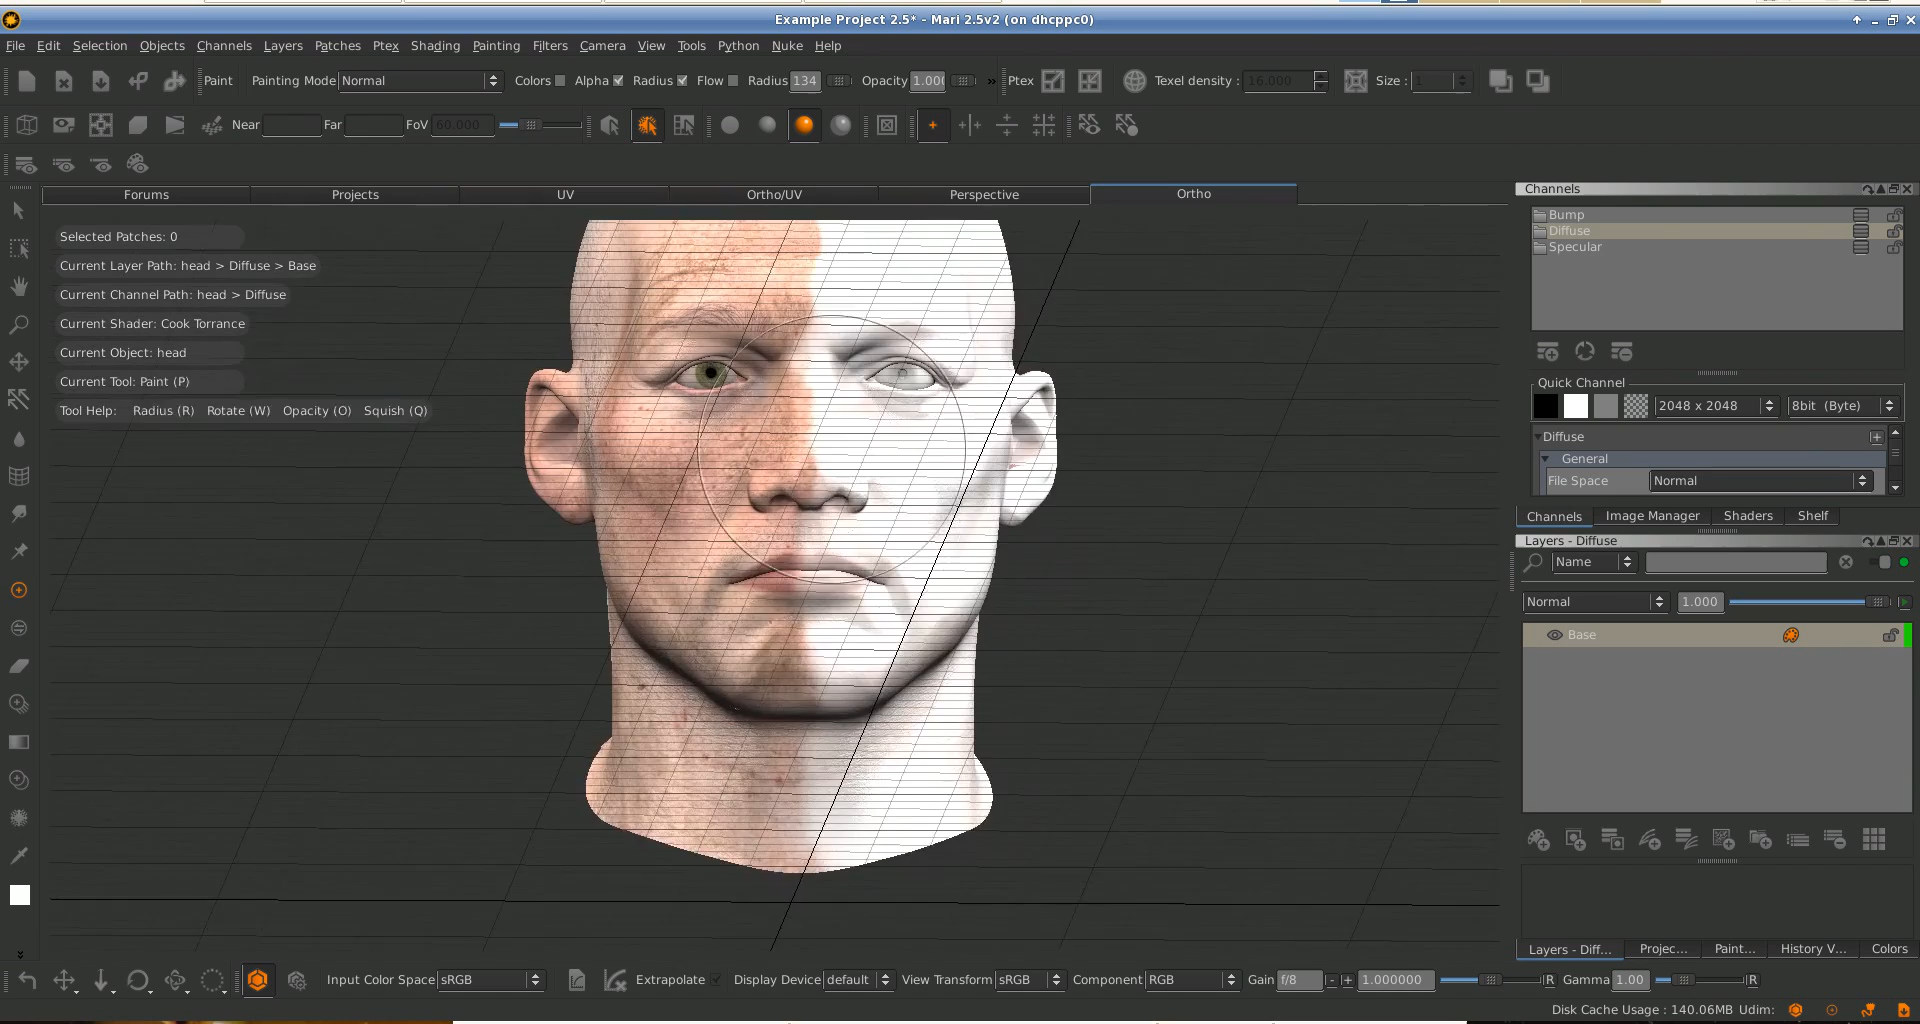 Example Project 2.5* - Mari 2.5v2 (on dhcppc0)
File Edit Selection Objects Channels Layers Patches Ptex Shading Painting Filters Camera View Tools Python Nuke Help
Paint Painting Mode Normal Colors Alpha Radius Flow Radius 134 Opacity 1.00 » Ptex Texel density : 16.000 Size : 1
Near Far FoV 60.000
Forums Projects UV Ortho/UV Perspective Ortho
Selected Patches: 0
Current Layer Path: head > Diffuse > Base
Current Channel Path: head > Diffuse
Current Shader: Cook Torrance
Current Object: head
Current Tool: Paint (P)
Tool Help: Radius (R) Rotate (W) Opacity (O) Squish (Q)
Channels
Bump
Diffuse
Specular
Quick Channel
2048 x 2048 8bit (Byte)
Diffuse
General
File Space Normal
Channels Image Manager Shaders Shelf
Layers - Diffuse
Name
Normal 1.000
Base
Layers - Diff... Projec... Paint... History V... Colors
Input Color Space sRGB Extrapolate Display Device default View Transform sRGB Component RGB Gain f/8 - + 1.000000 R Gamma 1.00 R
Disk Cache Usage : 140.06MB Udim: